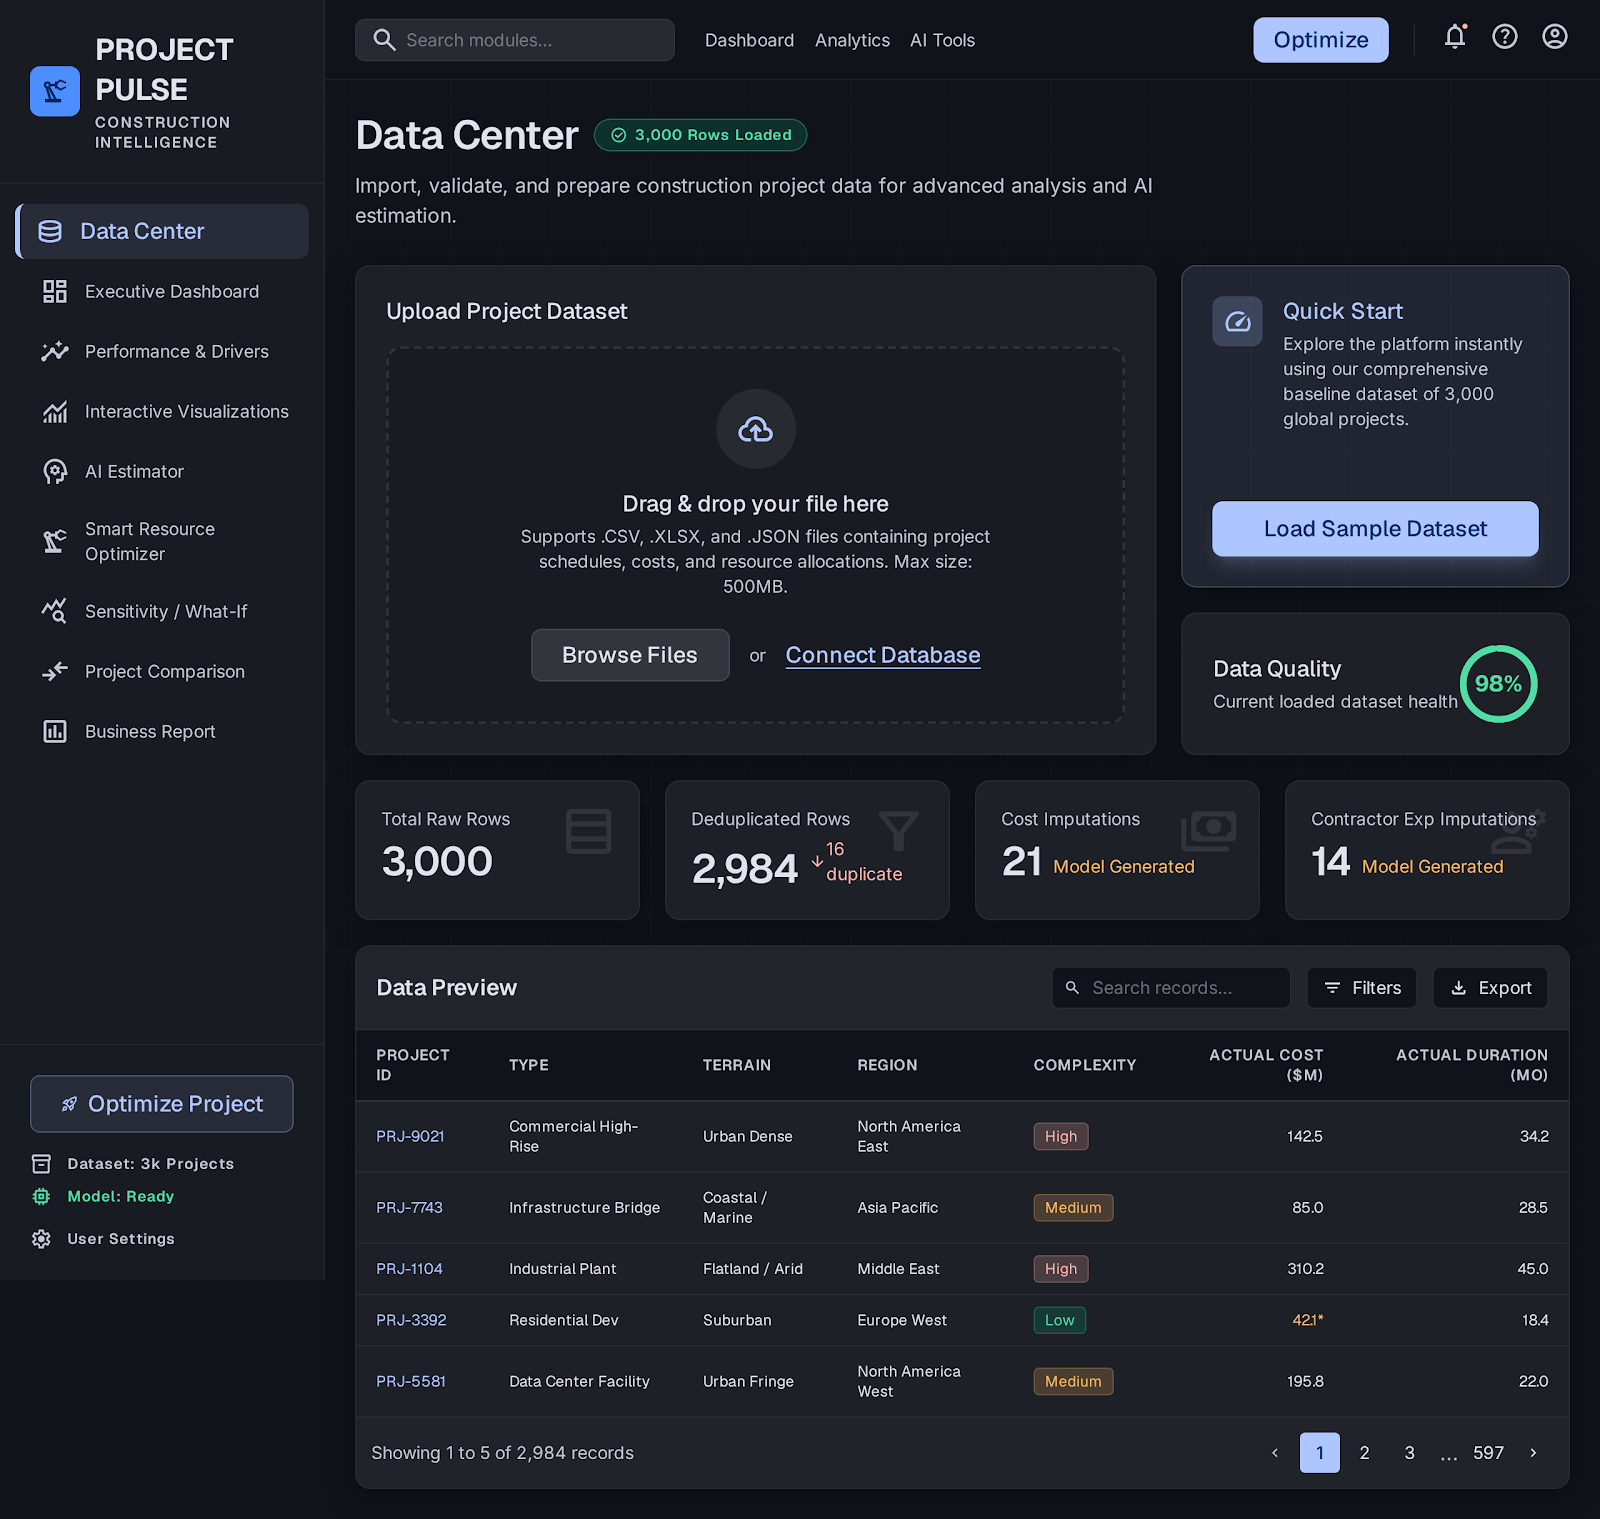 PROJECT
PULSE
CONSTRUCTION
INTELLIGENCE
Data Center
Executive Dashboard
Performance & Drivers
Interactive Visualizations
AI Estimator
Smart Resource
Optimizer
Sensitivity / What-If
Project Comparison
Business Report
Optimize Project
Dataset: 3k Projects
Model: Ready
User Settings
Search modules...
Dashboard Analytics AI Tools
Optimize
Data Center
3,000 Rows Loaded
Import, validate, and prepare construction project data for advanced analysis and AI
estimation.
Upload Project Dataset
Drag & drop your file here
Supports .CSV, .XLSX, and .JSON files containing project
schedules, costs, and resource allocations. Max size:
500MB.
Browse Files or Connect Database
Quick Start
Explore the platform instantly
using our comprehensive
baseline dataset of 3,000
global projects.
Load Sample Dataset
Data Quality
Current loaded dataset health
98%
Total Raw Rows
3,000
Deduplicated Rows
2,984
16
duplicate
Cost Imputations
21 Model Generated
Contractor Exp Imputations
14 Model Generated
Data Preview
Search records...
Filters
Export
PROJECT
ID
TYPE
TERRAIN
REGION
COMPLEXITY
ACTUAL COST
($M)
ACTUAL DURATION
(MO)
PRJ-9021
Commercial High-
Rise
Urban Dense
North America
East
High
142.5
34.2
PRJ-7743
Infrastructure Bridge
Coastal /
Marine
Asia Pacific
Medium
85.0
28.5
PRJ-1104
Industrial Plant
Flatland / Arid
Middle East
High
310.2
45.0
PRJ-3392
Residential Dev
Suburban
Europe West
Low
42.1*
18.4
PRJ-5581
Data Center Facility
Urban Fringe
North America
West
Medium
195.8
22.0
Showing 1 to 5 of 2,984 records
‹ 1 2 3 ... 597 ›